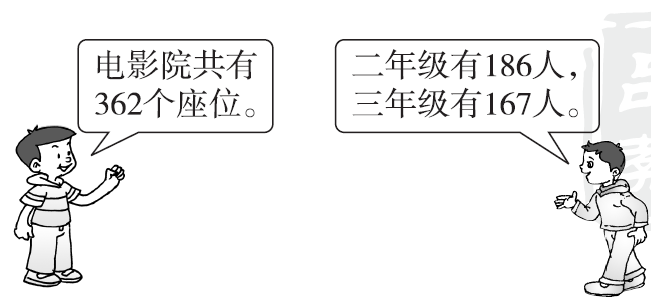 电影院共有
362个座位。
二年级有186人，
三年级有167人。